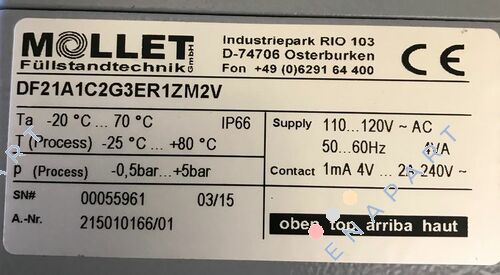 MOLLET GmbH
Füllstandtechnik
Industriepark RIO 103
D-74706 Osterburken
Fon +49 (0)6291 64 400
DF21A1C2G3ER1ZM2V
Ta -20 °C ... 70 °C IP66
T (Process) -25 °C ... +80 °C
p (Process) -0,5bar...+5bar
SN# 00055961 03/15
A.-Nr. 215010166/01
Supply 110...120V ~ AC
50...60Hz 4VA
Contact 1mA 4V ... 2A 240V ~
oben top arriba haut
ENAPART